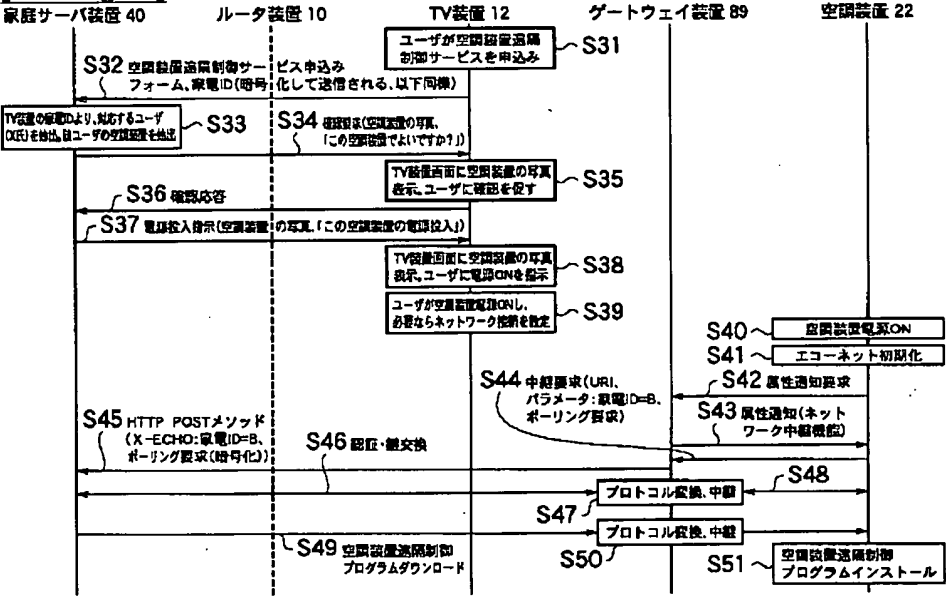 家庭サーバ装置 40
ルータ装置 10
TV装置 12
ゲートウェイ装置 89
空調装置 22
ユーザが空調装置遠隔
制御サービスを申込み
S31
S32 空調装置遠隔制御サービス申込み
フォーム、家電ID(暗号化して送信される、以下同様)
TV装置の家電IDより、対応するユーザ
を抽出。該ユーザの空調装置を抽出
S33
S34 確認要求(空調装置の写真、
「この空調装置でよいですか?」)
TV装置画面に空調装置の写真
表示、ユーザに確認を促す
S35
S36 確認応答
S37 電源投入指示(空調装置の写真、「この空調装置の電源投入」)
TV装置画面に空調装置の写真
表示、ユーザに電源ONを指示
S38
ユーザが空調装置電源ONし、
必要ならネットワーク接続を設定
S39
S40 空調装置電源ON
S41 エコーネット初期化
S42 属性通知要求
S43 属性通知(ネット
ワーク中継機能)
S44 中継要求(URI、
パラメータ:家電ID=B、
ポーリング要求)
S45 HTTP POSTメソッド
(X-ECHO:家電ID=B、
ポーリング要求(暗号化))
S46 認証・鍵交換
S47 プロトコル変換、中継
S48
S49 空調装置遠隔制御
プログラムダウンロード
S50 プロトコル変換、中継
S51 空調装置遠隔制御
プログラムインストール